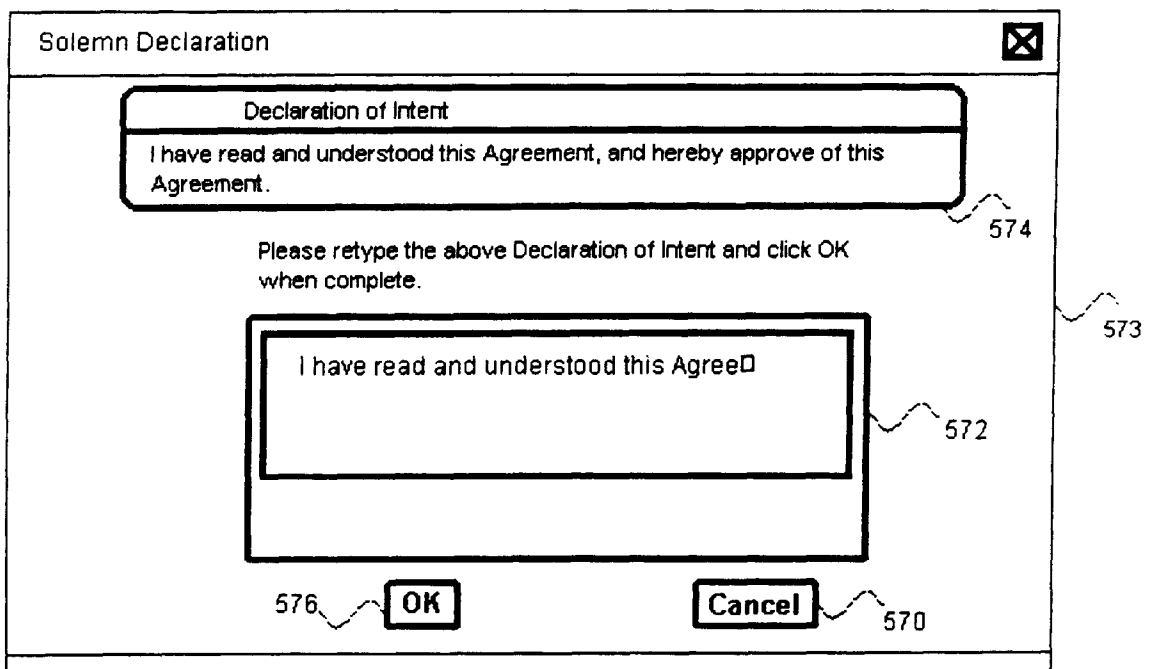 Solemn Declaration
Declaration of Intent
I have read and understood this Agreement, and hereby approve of this
Agreement.
574
Please retype the above Declaration of Intent and click OK
when complete.
573
I have read and understood this Agree
572
576 OK Cancel 570